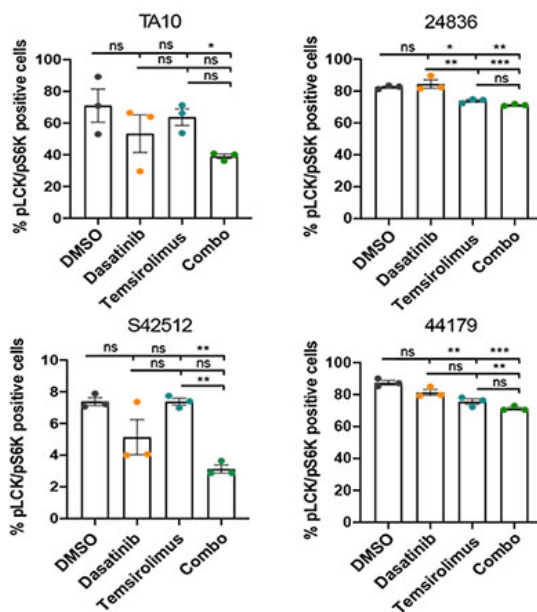 TA10
% pLCK/pS6K positive cells
120
100
80
60
40
20
0
ns ns *
ns ns
ns
DMSO
Dasatinib
Temsirolimus
Combo
24836
% pLCK/pS6K positive cells
120
100
80
60
40
20
0
ns * **
** ***
ns
DMSO
Dasatinib
Temsirolimus
Combo
S42512
% pLCK/pS6K positive cells
10
8
6
4
2
0
ns ns **
ns ns
**
DMSO
Dasatinib
Temsirolimus
Combo
44179
% pLCK/pS6K positive cells
100
80
60
40
20
0
ns ** ***
ns **
ns
DMSO
Dasatinib
Temsirolimus
Combo